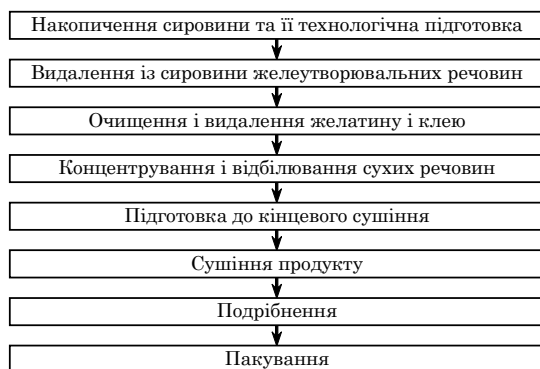 Накопичення сировини та її технологічна підготовка
Видалення із сировини желеутворювальних речовин
Очищення і видалення желатину і клею
Концентрування і відбілювання сухих речовин
Підготовка до кінцевого сушіння
Сушіння продукту
Подрібнення
Пакування